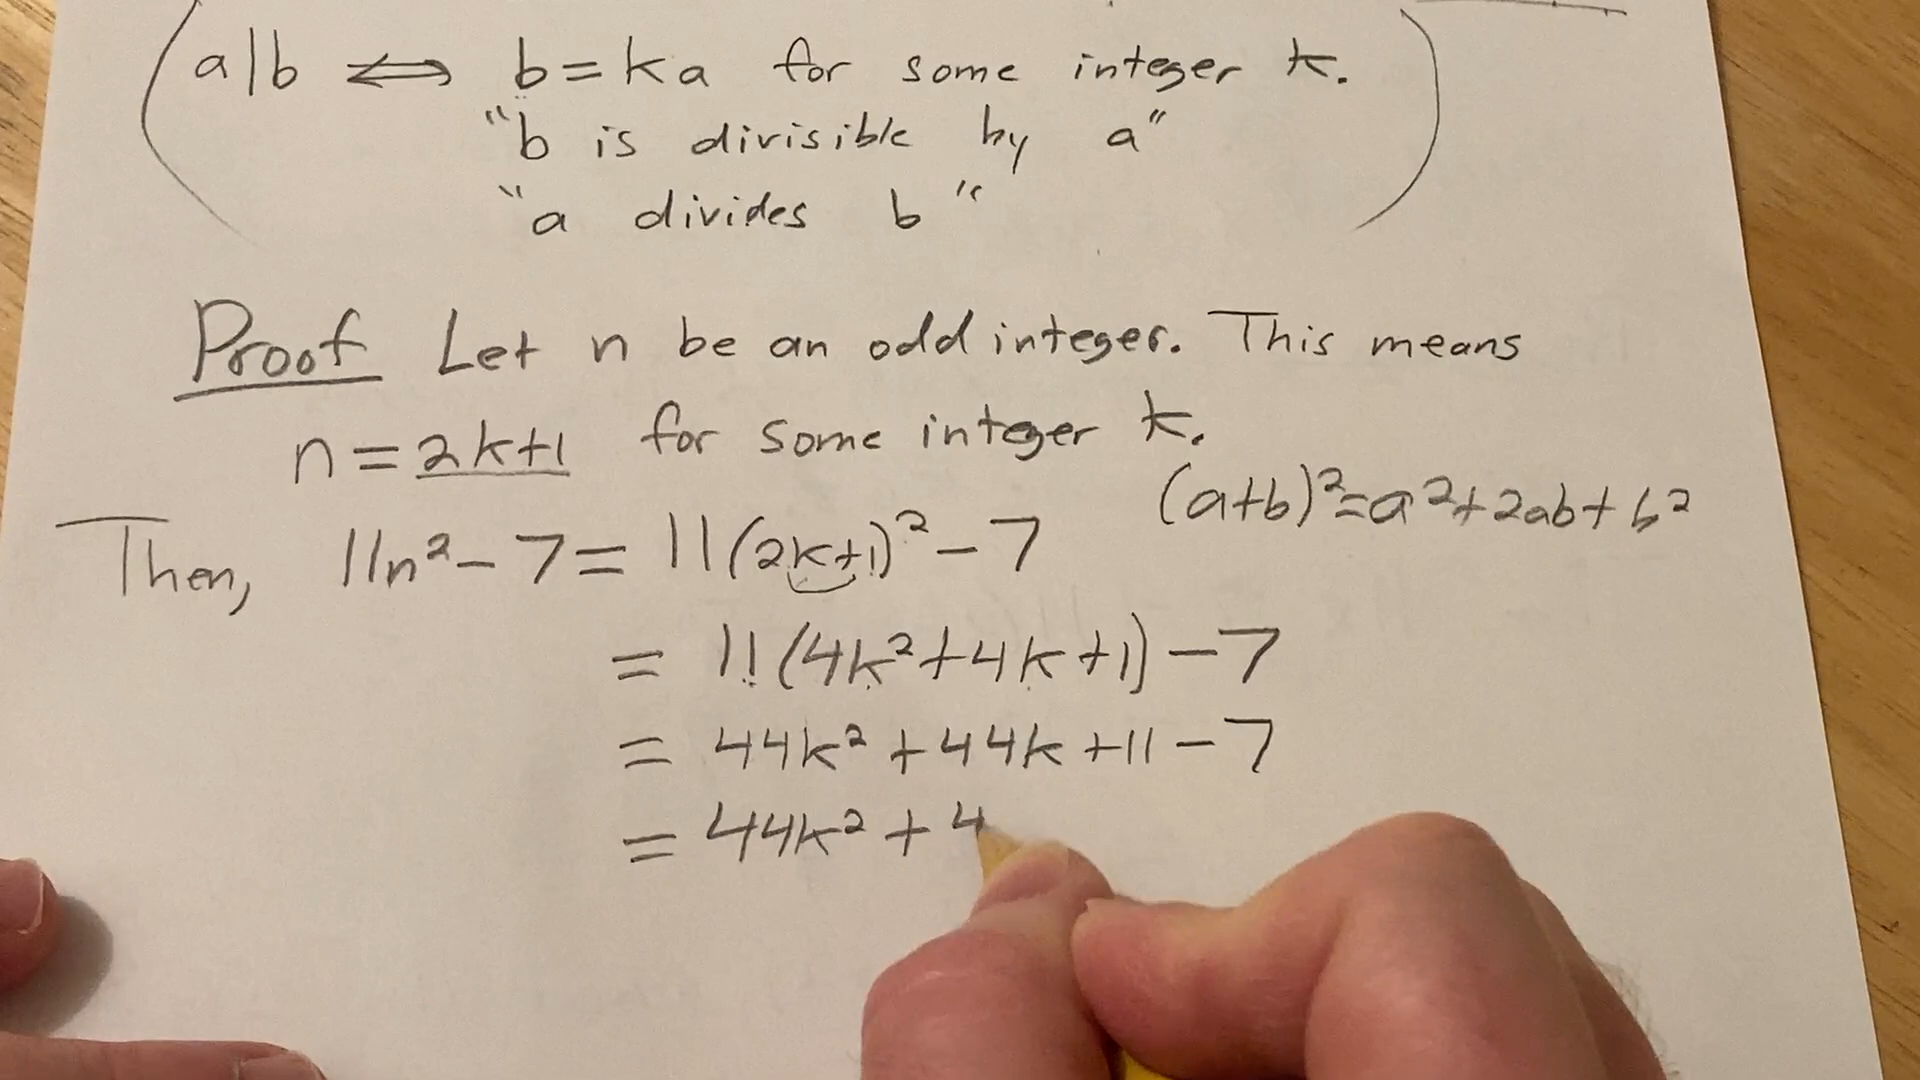 a|b ⟺ b = ka for some integer k.
"b is divisible by a"
"a divides b"
Proof Let n be an odd integer. This means
n = 2k+1 for some integer k.
(a+b)²=a²+2ab+b²
Then, 11n² - 7 = 11(2k+1)² - 7
= 11(4k²+4k+1) - 7
= 44k² + 44k + 11 - 7
= 44k² + 4